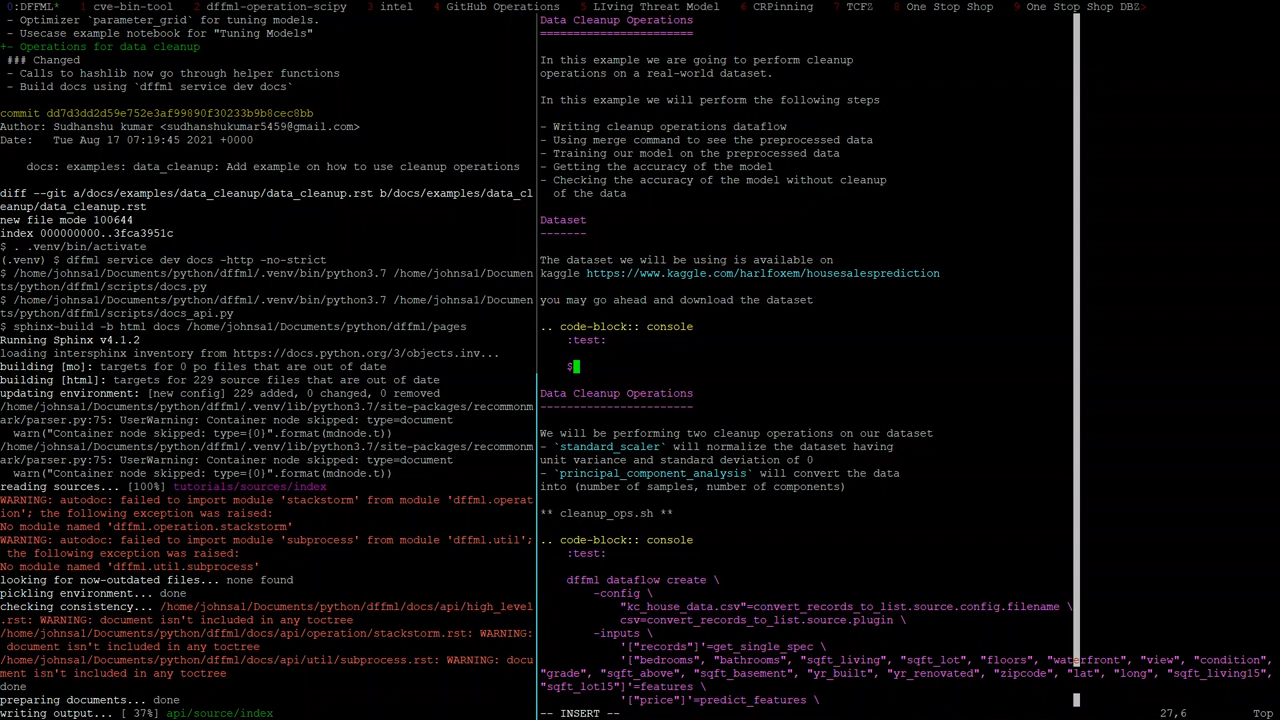 0:DFFML* 1 cve-bin-tool 2 dffml-operation-scipy 3 intel 4 GitHub Operations 5 LIving Threat Model 6 CRPinning 7 TCFZ 8 One Stop Shop 9 One Stop Shop DBZ>
- Optimizer `parameter_grid` for tuning models.
- Usecase example notebook for "Tuning Models"
+- Operations for data cleanup
### Changed
- Calls to hashlib now go through helper functions
- Build docs using `dffml service dev docs`
commit dd7d3dd2d59e752e3af99890f30233b9b8cec8bb
Author: Sudhanshu kumar <sudhanshukumar5459@gmail.com>
Date:   Tue Aug 17 07:19:45 2021 +0000
docs: examples: data_cleanup: Add example on how to use cleanup operations
diff --git a/docs/examples/data_cleanup/data_cleanup.rst b/docs/examples/data_cl
eanup/data_cleanup.rst
new file mode 100644
index 000000000..3fca3951c
$ . .venv/bin/activate
(.venv) $ dffml service dev docs -http -no-strict
$ /home/johnsa1/Documents/python/dffml/.venv/bin/python3.7 /home/johnsa1/Documen
ts/python/dffml/scripts/docs.py
$ /home/johnsa1/Documents/python/dffml/.venv/bin/python3.7 /home/johnsa1/Documen
ts/python/dffml/scripts/docs_api.py
$ sphinx-build -b html docs /home/johnsa1/Documents/python/dffml/pages
Running Sphinx v4.1.2
loading intersphinx inventory from https://docs.python.org/3/objects.inv...
building [mo]: targets for 0 po files that are out of date
building [html]: targets for 229 source files that are out of date
updating environment: [new config] 229 added, 0 changed, 0 removed
/home/johnsa1/Documents/python/dffml/.venv/lib/python3.7/site-packages/recommonm
ark/parser.py:75: UserWarning: Container node skipped: type=document
warn("Container node skipped: type={0}".format(mdnode.t))
/home/johnsa1/Documents/python/dffml/.venv/lib/python3.7/site-packages/recommonm
ark/parser.py:75: UserWarning: Container node skipped: type=document
warn("Container node skipped: type={0}".format(mdnode.t))
reading sources... [100%] tutorials/sources/index
WARNING: autodoc: failed to import module 'stackstorm' from module 'dffml.operat
ion'; the following exception was raised:
No module named 'dffml.operation.stackstorm'
WARNING: autodoc: failed to import module 'subprocess' from module 'dffml.util';
the following exception was raised:
No module named 'dffml.util.subprocess'
looking for now-outdated files... none found
pickling environment... done
checking consistency... /home/johnsa1/Documents/python/dffml/docs/api/high_level
.rst: WARNING: document isn't included in any toctree
/home/johnsa1/Documents/python/dffml/docs/api/operation/stackstorm.rst: WARNING:
document isn't included in any toctree
/home/johnsa1/Documents/python/dffml/docs/api/util/subprocess.rst: WARNING: docu
ment isn't included in any toctree
done
preparing documents... done
writing output... [ 37%] api/source/index
Data Cleanup Operations
=======================
In this example we are going to perform cleanup
operations on a real-world dataset.
In this example we will perform the following steps
- Writing cleanup operations dataflow
- Using merge command to see the preprocessed data
- Training our model on the preprocessed data
- Getting the accuracy of the model
- Checking the accuracy of the model without cleanup
of the data
Dataset
-------
The dataset we will be using is available on
kaggle https://www.kaggle.com/harlfoxem/housesalesprediction
you may go ahead and download the dataset
.. code-block:: console
:test:
$
Data Cleanup Operations
-----------------------
We will be performing two cleanup operations on our dataset
- `standard_scaler` will normalize the dataset having
unit variance and standard deviation of 0
- `principal_component_analysis` will convert the data
into (number of samples, number of components)
** cleanup_ops.sh **
.. code-block:: console
:test:
dffml dataflow create \
-config \
"kc_house_data.csv"=convert_records_to_list.source.config.filename \
csv=convert_records_to_list.source.plugin \
-inputs \
'["records"]'=get_single_spec \
'["bedrooms", "bathrooms", "sqft_living", "sqft_lot", "floors", "waterfront", "view", "condition",
"grade", "sqft_above", "sqft_basement", "yr_built", "yr_renovated", "zipcode", "lat", "long", "sqft_living15",
"sqft_lot15"]'=features \
'["price"]'=predict_features \
-- INSERT -- 27,6 Top